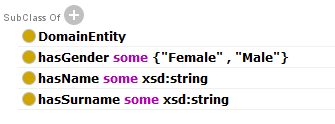 SubClass Of
DomainEntity
hasGender some {"Female" , "Male"}
hasName some xsd:string
hasSurname some xsd:string